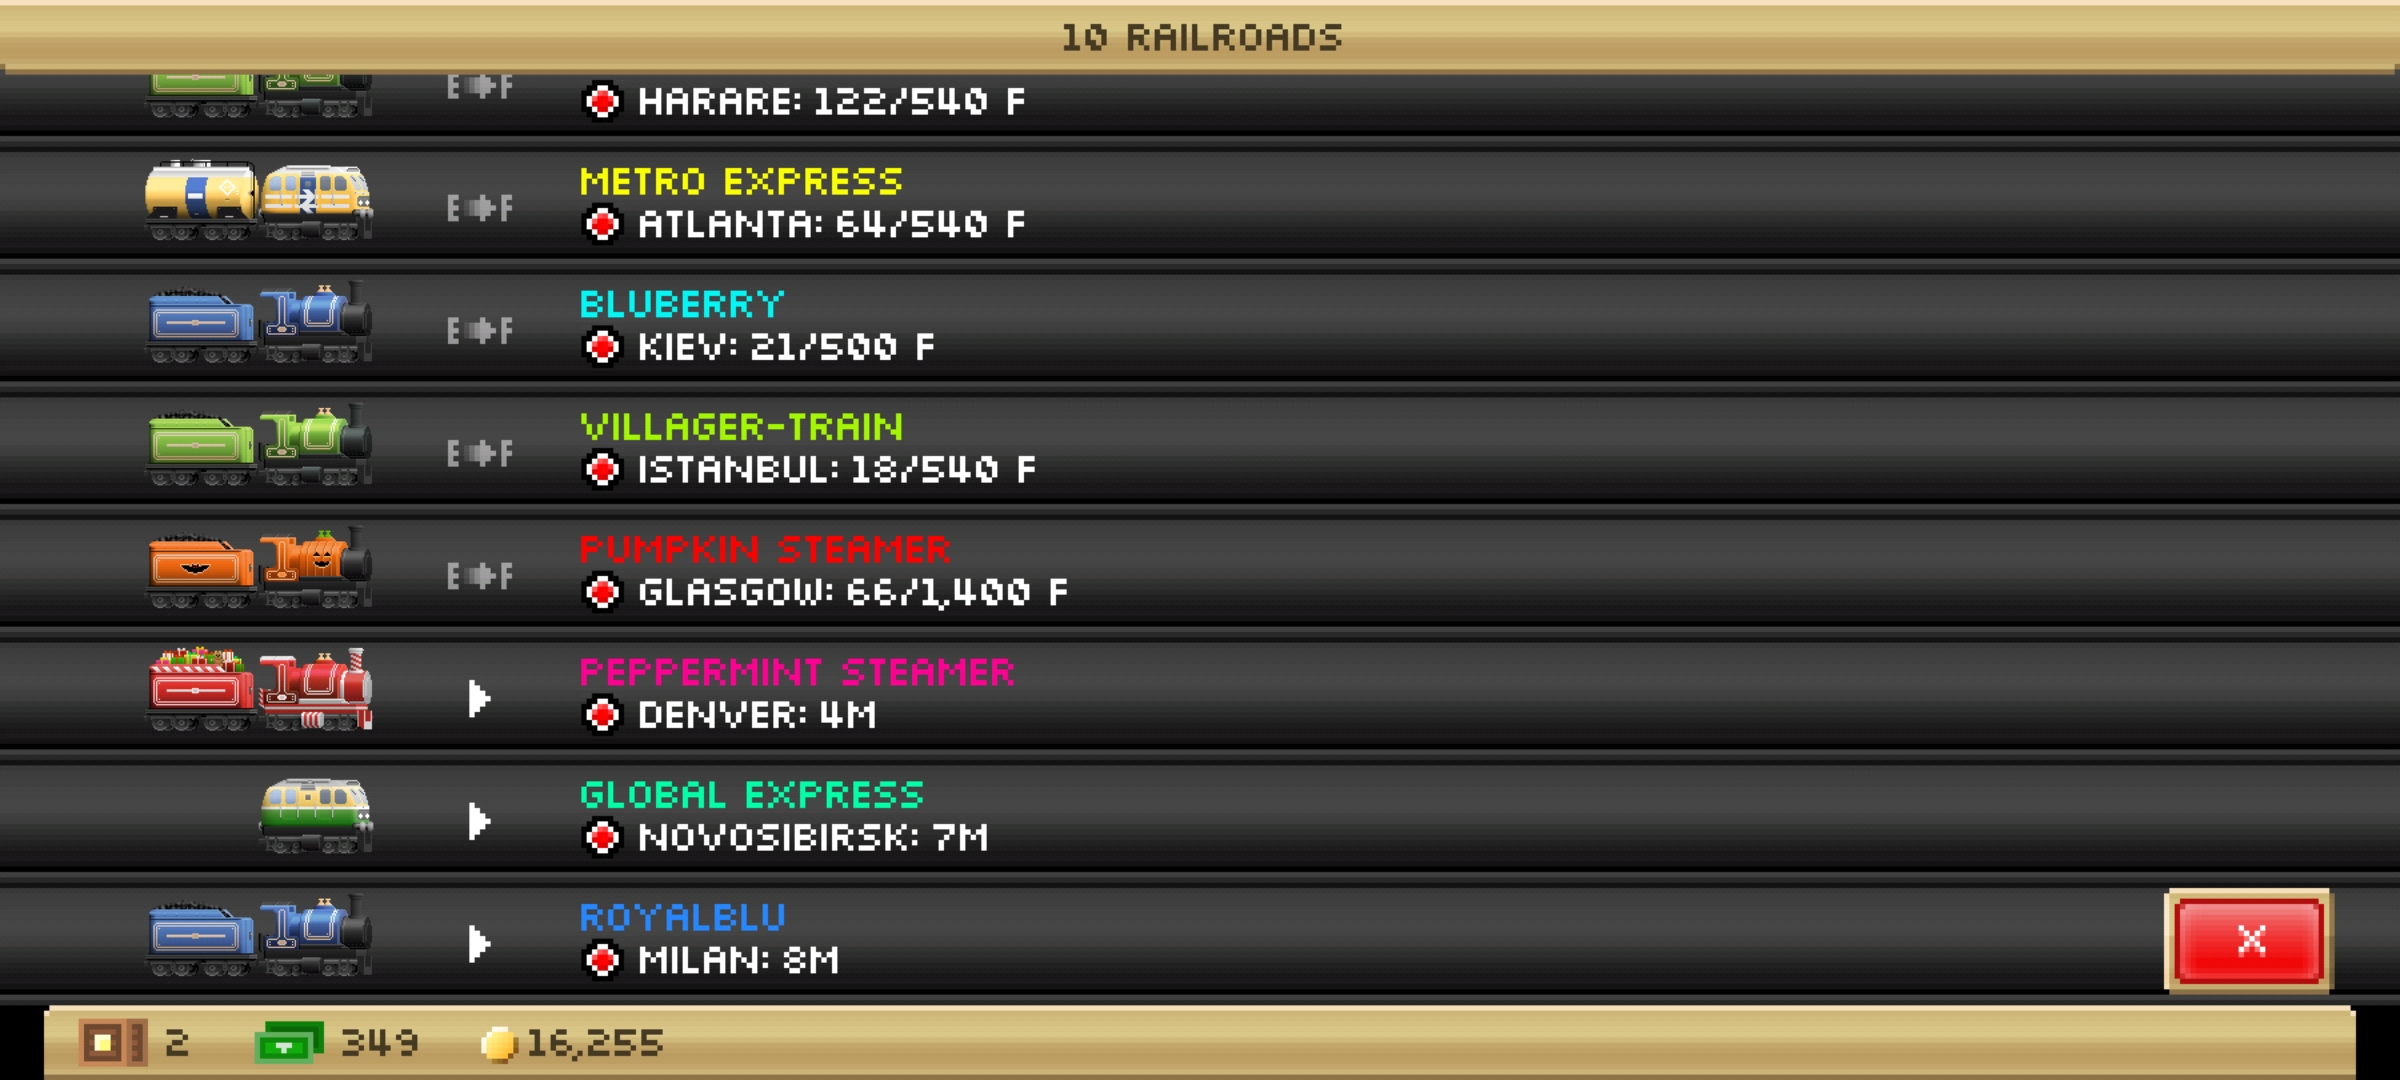 10 RAILROADS
E F
HARARE: 122/540 F
METRO EXPRESS
E F
ATLANTA: 64/540 F
BLUBERRY
E F
KIEV: 21/500 F
VILLAGER-TRAIN
E F
ISTANBUL: 18/540 F
PUMPKIN STEAMER
E F
GLASGOW: 66/1,400 F
PEPPERMINT STEAMER
DENVER: 4M
GLOBAL EXPRESS
NOVOSIBIRSK: 7M
ROYALBLU
MILAN: 8M
X
2 349 16,255